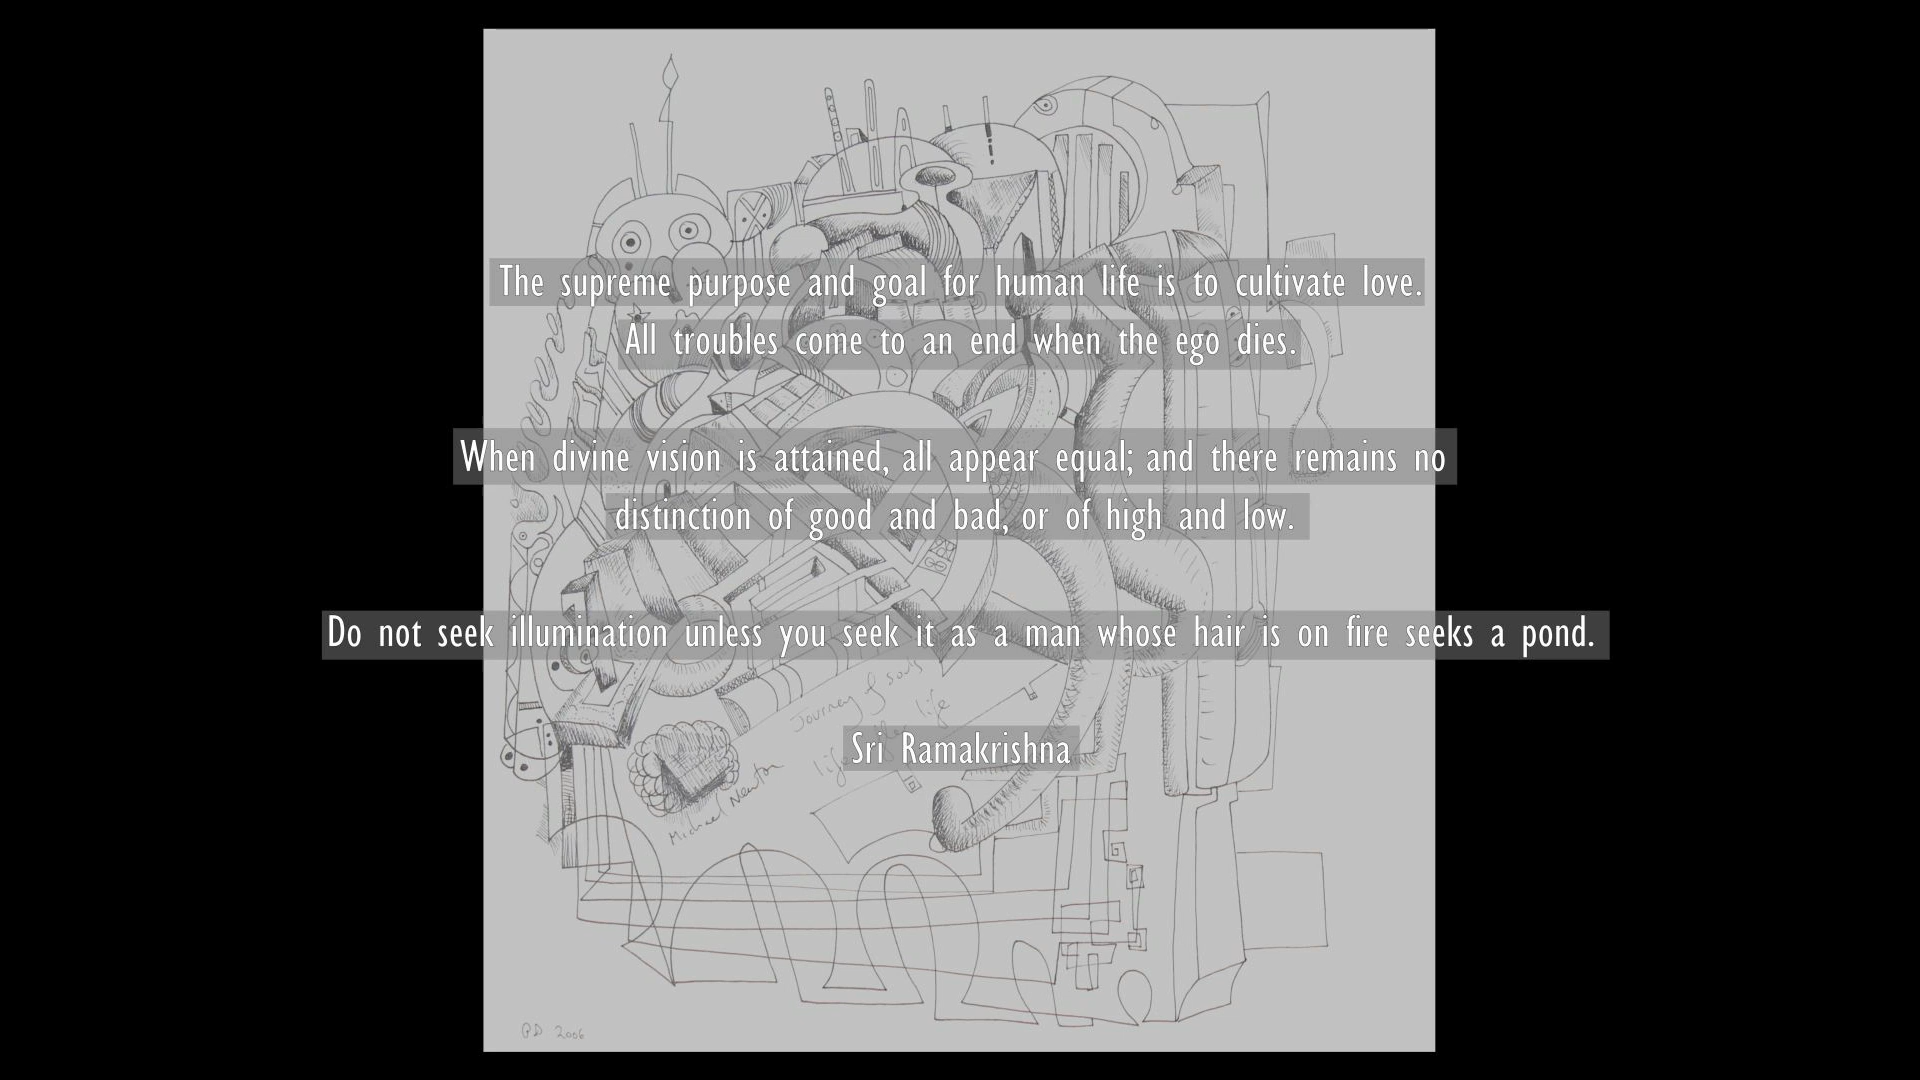 The supreme purpose and goal for human life is to cultivate love.
All troubles come to an end when the ego dies.
When divine vision is attained, all appear equal; and there remains no
distinction of good and bad, or of high and low.
Do not seek illumination unless you seek it as a man whose hair is on fire seeks a pond.
Journey of souls
life after life
Sri Ramakrishna
Michael Newton
PD 2006